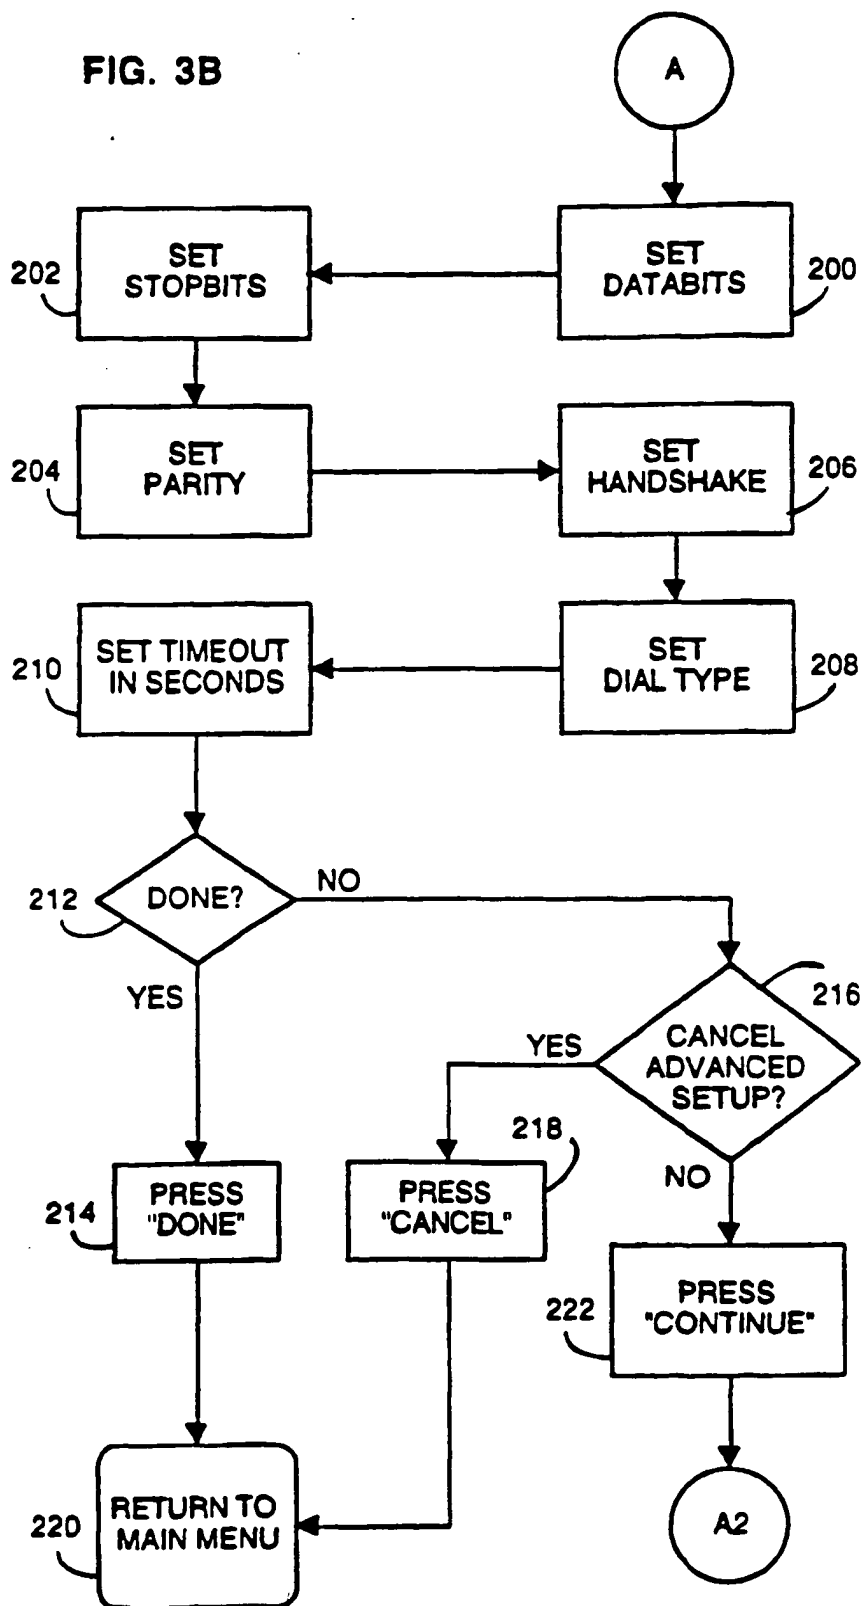 FIG. 3B
A
SET
DATABITS
200
SET
STOPBITS
202
SET
PARITY
204
SET
HANDSHAKE
206
SET
DIAL TYPE
208
SET TIMEOUT
IN SECONDS
210
DONE?
212
NO
YES
CANCEL
ADVANCED
SETUP?
216
YES
NO
PRESS
"DONE"
214
PRESS
"CANCEL"
218
PRESS
"CONTINUE"
222
RETURN TO
MAIN MENU
220
A2